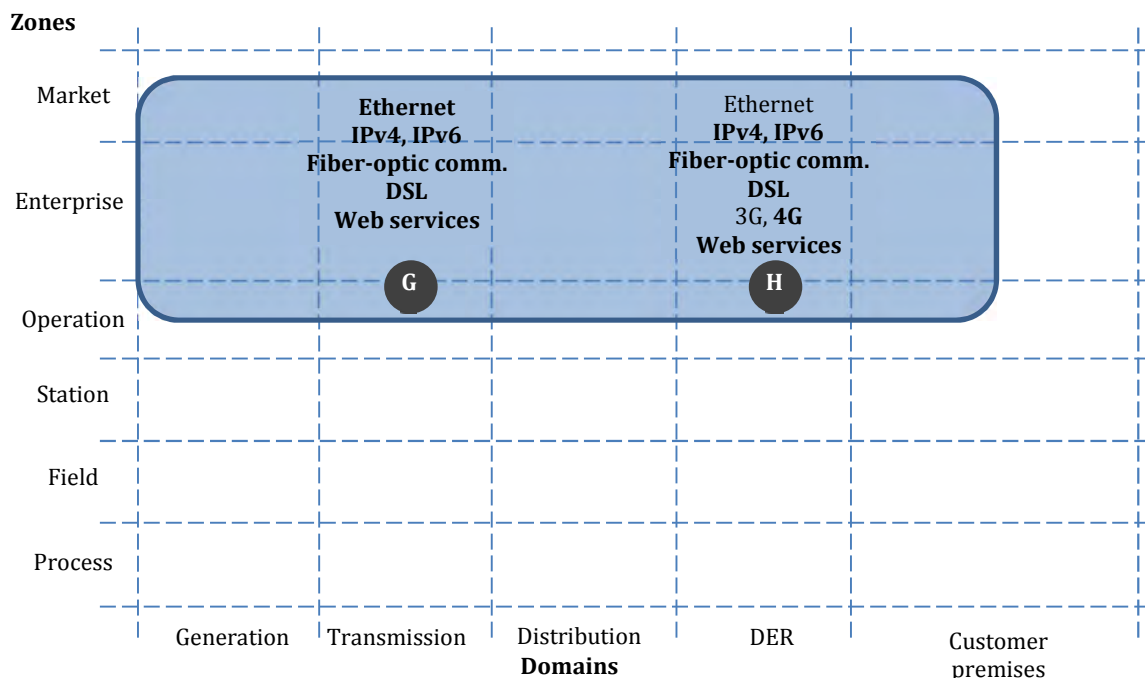 Zones
Market
Ethernet
IPv4, IPv6
Fiber-optic comm.
DSL
Web services
Ethernet
IPv4, IPv6
Fiber-optic comm.
DSL
3G, 4G
Web services
Enterprise
G
H
Operation
Station
Field
Process
Generation
Transmission
Distribution
DER
Customer
premises
Domains